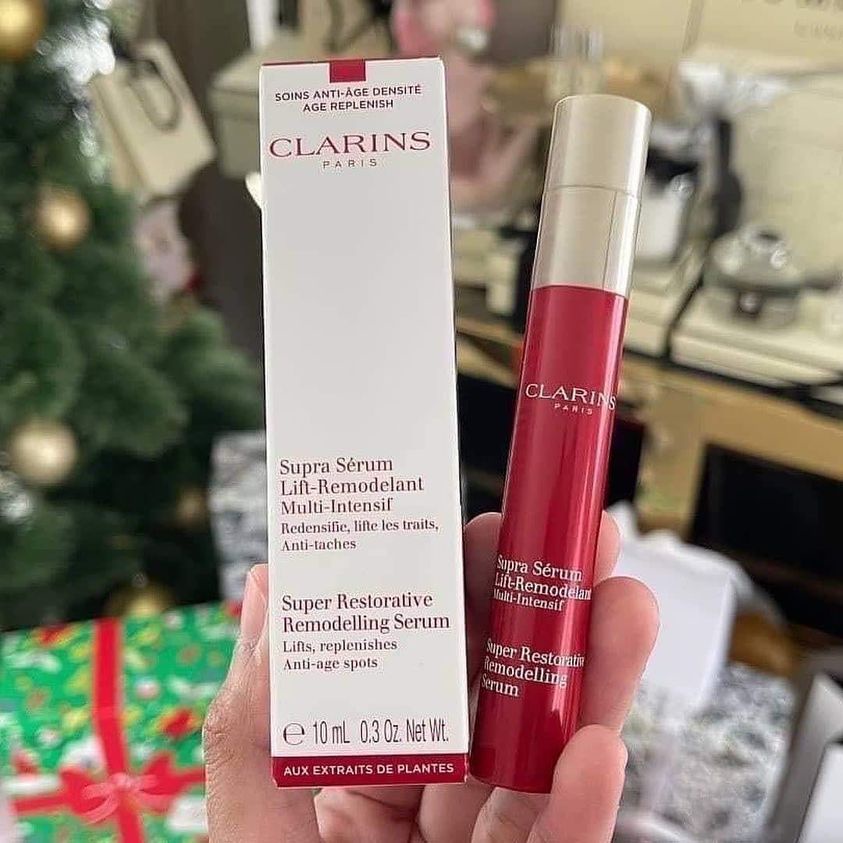 SOINS ANTI-ÂGE DENSITÉ
AGE REPLENISH
CLARINS
PARIS
Supra Sérum
Lift-Remodelant
Multi-Intensif
Redensifie, lifte les traits,
Anti-taches
Super Restorative
Remodelling Serum
Lifts, replenishes
Anti-age spots
℮ 10 mL 0.3 Oz. Net Wt.
AUX EXTRAITS DE PLANTES
CLARINS
PARIS
Supra Sérum
Lift-Remodelant
Multi-Intensif
Super Restorative
Remodelling
Serum